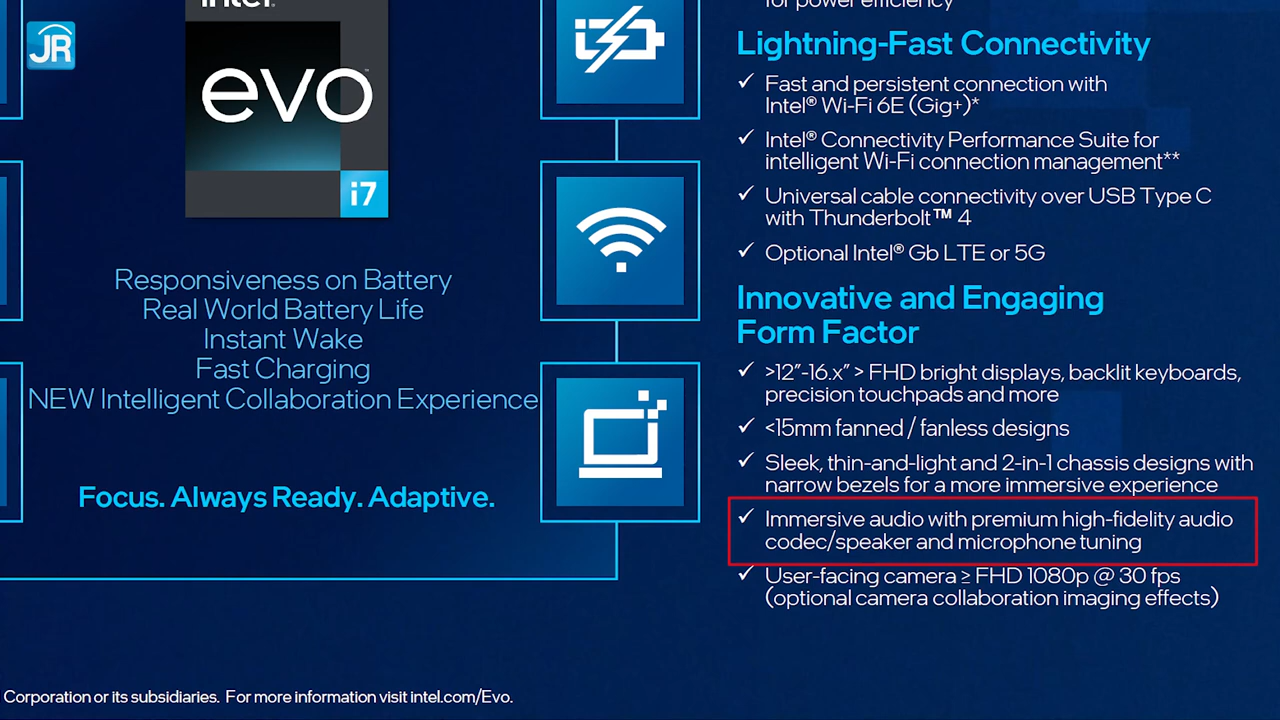 JR
intel.
evo
i7
Responsiveness on Battery
Real World Battery Life
Instant Wake
Fast Charging
NEW Intelligent Collaboration Experience
Focus. Always Ready. Adaptive.
for power efficiency
Lightning-Fast Connectivity
✓ Fast and persistent connection with
Intel® Wi-Fi 6E (Gig+)*
✓ Intel® Connectivity Performance Suite for
intelligent Wi-Fi connection management**
✓ Universal cable connectivity over USB Type C
with Thunderbolt™ 4
✓ Optional Intel® Gb LTE or 5G
Innovative and Engaging
Form Factor
✓ >12”-16.x” > FHD bright displays, backlit keyboards,
precision touchpads and more
✓ <15mm fanned / fanless designs
✓ Sleek, thin-and-light and 2-in-1 chassis designs with
narrow bezels for a more immersive experience
✓ Immersive audio with premium high-fidelity audio
codec/speaker and microphone tuning
✓ User-facing camera ≥ FHD 1080p @ 30 fps
(optional camera collaboration imaging effects)
Corporation or its subsidiaries. For more information visit intel.com/Evo.